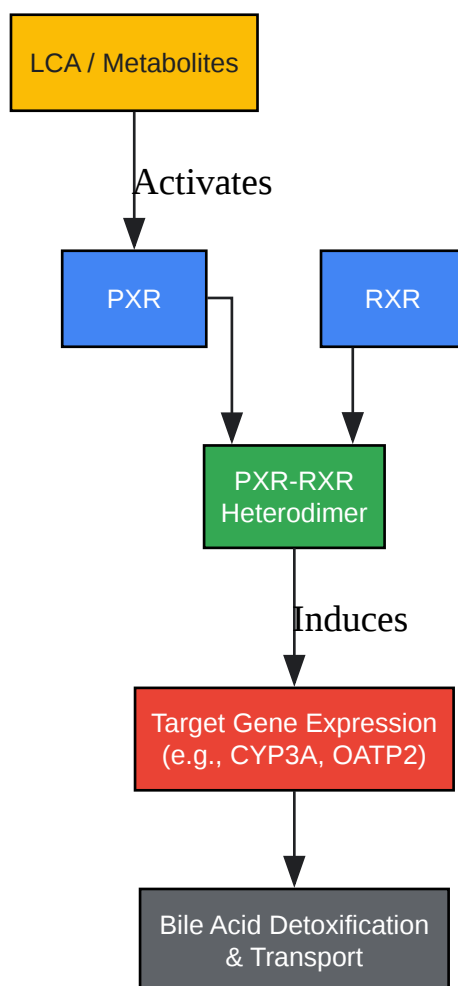 LCA / Metabolites
Activates
PXR
RXR
PXR-RXR
Heterodimer
Induces
Target Gene Expression
(e.g., CYP3A, OATP2)
Bile Acid Detoxification
& Transport